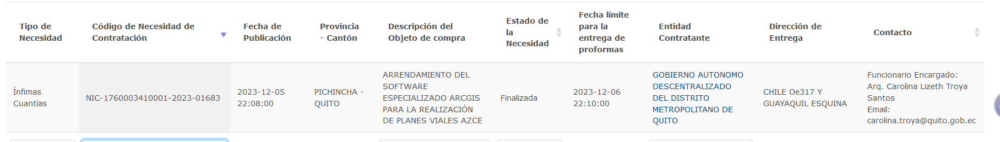 Tipo de
Necesidad
Código de Necesidad de
Contratación
Fecha de
Publicación
Provincia
- Cantón
Descripción del
Objeto de compra
Estado de
la
Necesidad
Fecha límite
para la
entrega de
proformas
Entidad
Contratante
Dirección de
Entrega
Contacto
Ínfimas
Cuantías
NIC-1760003410001-2023-01683
2023-12-05
22:08:00
PICHINCHA -
QUITO
ARRENDAMIENTO DEL
SOFTWARE
ESPECIALIZADO ARCGIS
PARA LA REALIZACIÓN
DE PLANES VIALES AZCE
Finalizada
2023-12-06
22:10:00
GOBIERNO AUTONOMO
DESCENTRALIZADO
DEL DISTRITO
METROPOLITANO DE
QUITO
CHILE Oe317 Y
GUAYAQUIL ESQUINA
Funcionario Encargado:
Arq. Carolina Lizeth Troya
Santos
Email:
carolina.troya@quito.gob.ec